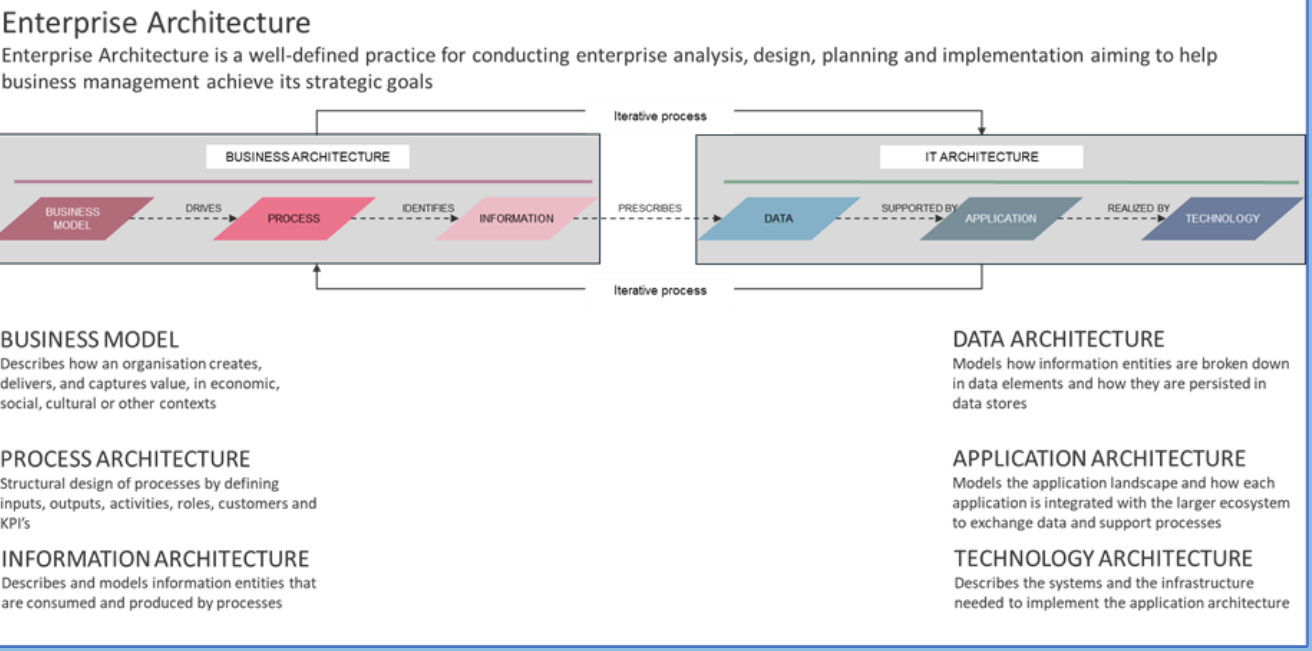 Enterprise Architecture
Enterprise Architecture is a well-defined practice for conducting enterprise analysis, design, planning and implementation aiming to help
business management achieve its strategic goals
Iterative process
BUSINESS ARCHITECTURE
IT ARCHITECTURE
BUSINESS
MODEL
DRIVES
PROCESS
IDENTIFIES
INFORMATION
PRESCRIBES
DATA
SUPPORTED BY
APPLICATION
REALIZED BY
TECHNOLOGY
Iterative process
BUSINESS MODEL
Describes how an organisation creates,
delivers, and captures value, in economic,
social, cultural or other contexts
PROCESS ARCHITECTURE
Structural design of processes by defining
inputs, outputs, activities, roles, customers and
KPI's
INFORMATION ARCHITECTURE
Describes and models information entities that
are consumed and produced by processes
DATA ARCHITECTURE
Models how information entities are broken down
in data elements and how they are persisted in
data stores
APPLICATION ARCHITECTURE
Models the application landscape and how each
application is integrated with the larger ecosystem
to exchange data and support processes
TECHNOLOGY ARCHITECTURE
Describes the systems and the infrastructure
needed to implement the application architecture